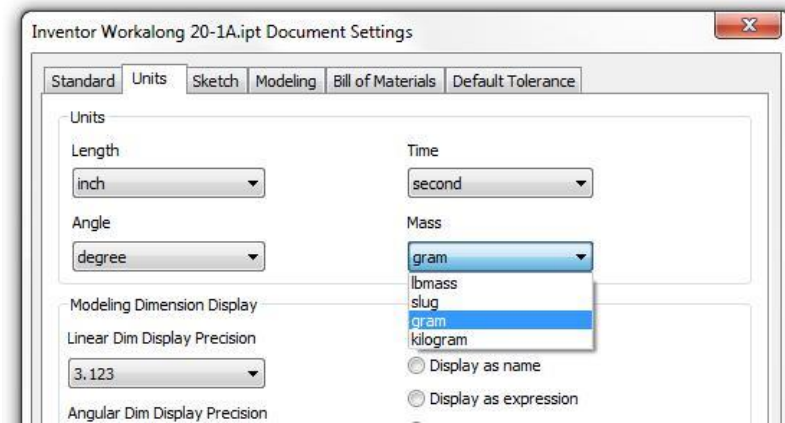 Inventor Workalong 20-1A.ipt Document Settings
Standard Units Sketch Modeling Bill of Materials Default Tolerance
Units
Length Time
inch second
Angle Mass
degree gram
lbmass
slug
gram
kilogram
Modeling Dimension Display
Linear Dim Display Precision
3.123
Display as name
Display as expression
Angular Dim Display Precision